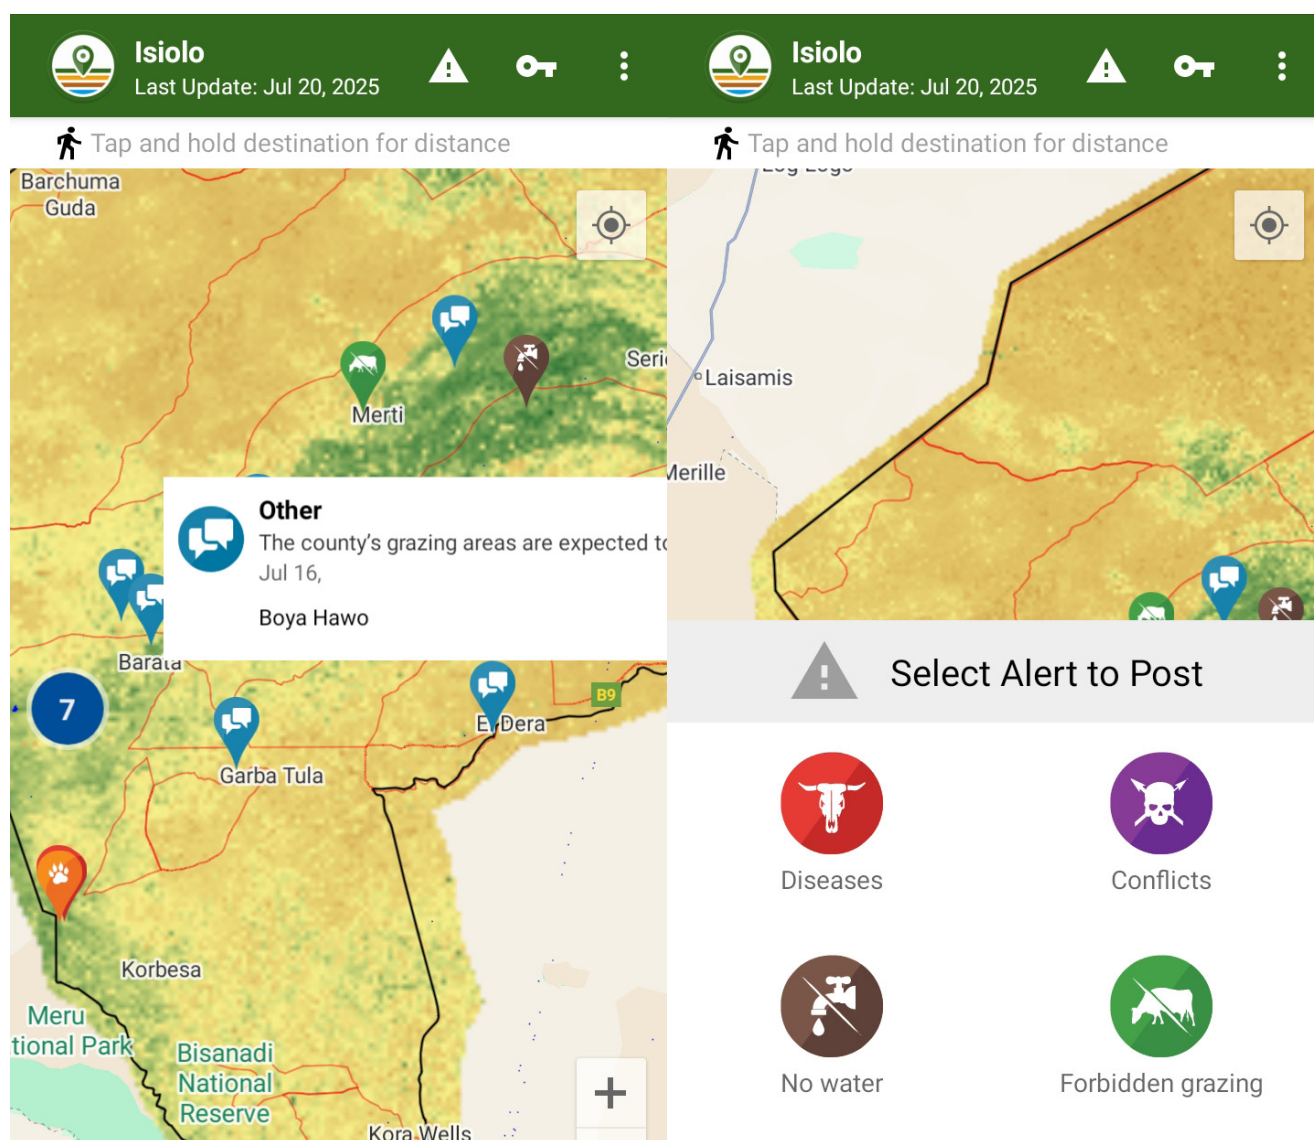 Isiolo
Last Update: Jul 20, 2025
Tap and hold destination for distance
Barchuma
Guda
Merti
Other
The county's grazing areas are expected
Jul 16,
Boya Hawo
Barata
7
B9
Garba Tula
Korbesa
Meru
tional Park
Bisanadi
National
Reserve
Kora Wells
Isiolo
Last Update: Jul 20, 2025
Tap and hold destination for distance
Laisamis
Merille
Select Alert to Post
Diseases
Conflicts
No water
Forbidden grazing